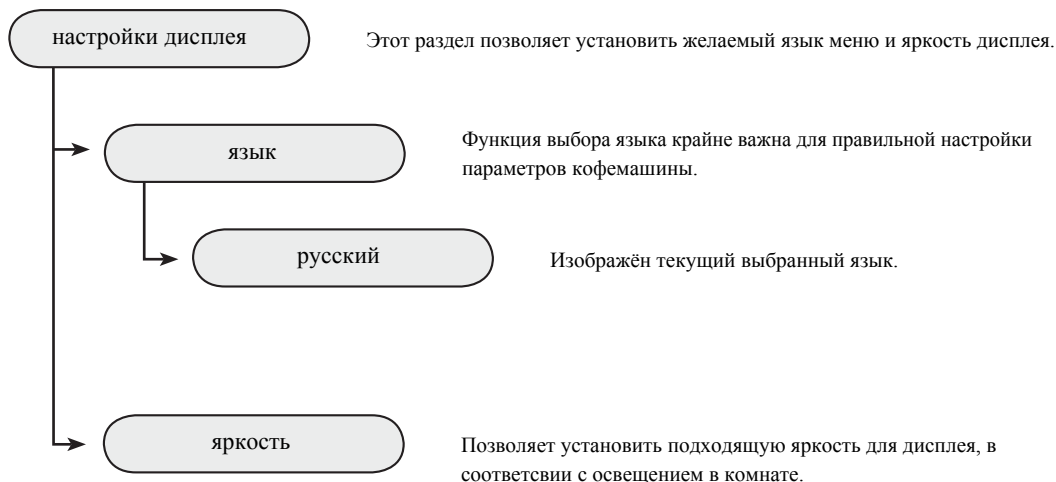 настройки дисплея
Этот раздел позволяет установить желаемый язык меню и яркость дисплея.
язык
Функция выбора языка крайне важна для правильной настройки
параметров кофемашины.
русский
Изображён текущий выбранный язык.
яркость
Позволяет установить подходящую яркость для дисплея, в
соответсвии с освещением в комнате.